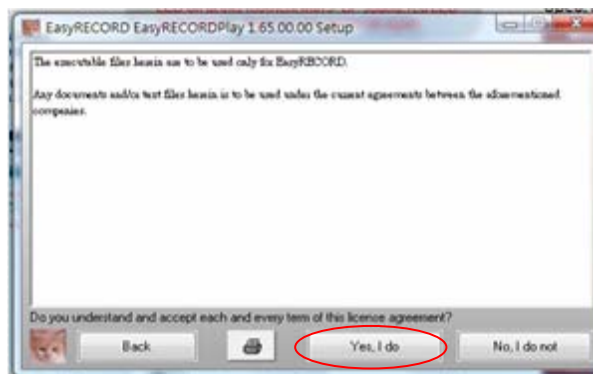 EasyRECORD EasyRECORDPlay 1.65.00.00 Setup
The executable files herein are to be used only for EasyRECORD.
Any documents and/or text files herein is to be used under the current agreements between the aforementioned
companies.
Do you understand and accept each and every term of this license agreement?
Back
Yes, I do
No, I do not